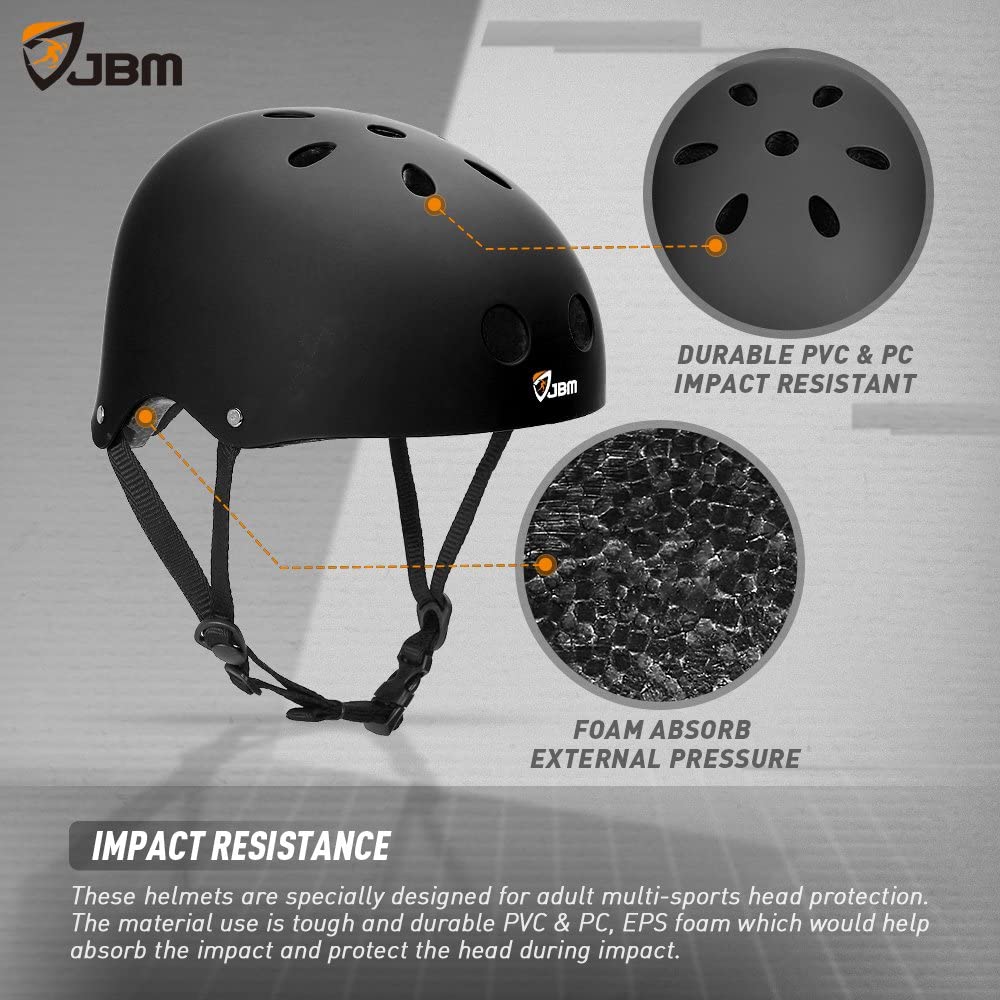 JBM
DURABLE PVC & PC
IMPACT RESISTANT
JBM
FOAM ABSORB
EXTERNAL PRESSURE
IMPACT RESISTANCE
These helmets are specially designed for adult multi-sports head protection.
The material use is tough and durable PVC & PC, EPS foam which would help
absorb the impact and protect the head during impact.